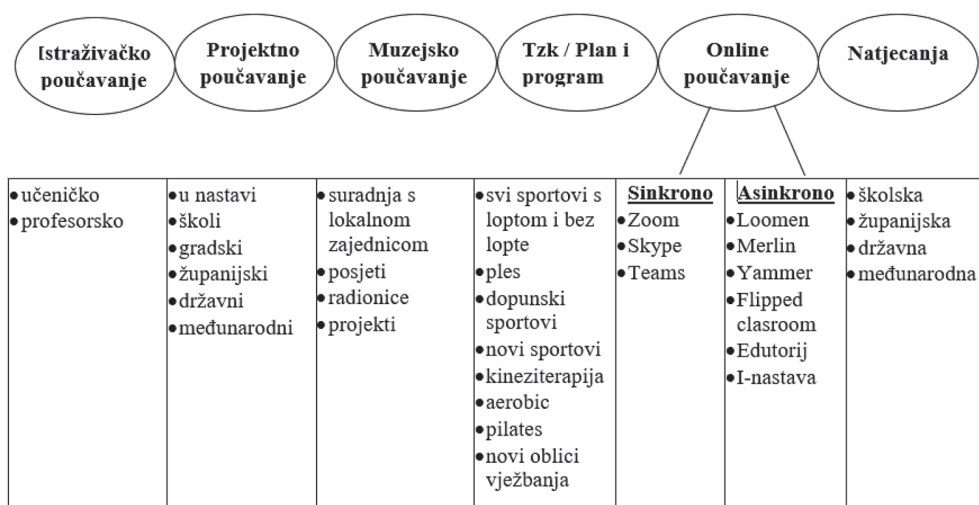 Istraživačko
poučavanje
Projektno
poučavanje
Muzejsko
poučavanje
Tzk / Plan i
program
Online
poučavanje
Natjecanja
• učeničko
• profesorsko
• u nastavi
• školi
• gradski
• županijski
• državni
• međunarodni
• suradnja s
lokalnom
zajednicom
• posjeti
• radionice
• projekti
• svi sportovi s
loptom i bez
lopte
• ples
• dopunski
sportovi
• novi sportovi
• kineziterapija
• aerobic
• pilates
• novi oblici
vježbanja
Sinkrono
• Zoom
• Skype
• Teams
Asinkrono
• Loomen
• Merlin
• Yammer
• Flipped
clasroom
• Edutorij
• I-nastava
• školska
• županijska
• državna
• međunarodna